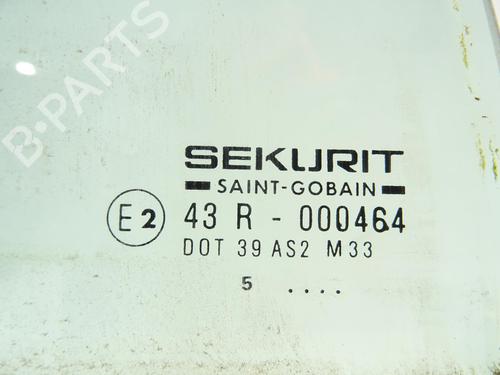 B-PARTS
SEKURIT
SAINT-GOBAIN
E2 43 R - 000464
DOT 39 AS2 M33
5 ....